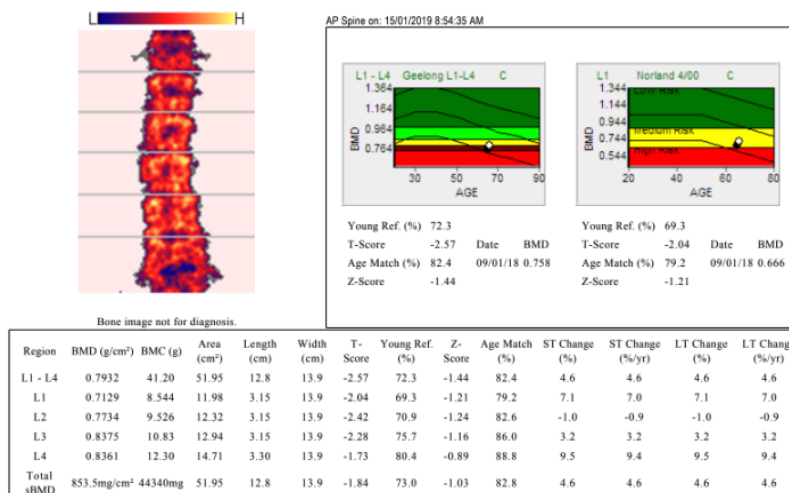 L H
AP Spine on: 15/01/2019 8:54:35 AM
L1 - L4 Geelong L1-L4 C
1.364
1.164
0.964
0.764
BMD
30 50 70 90
AGE
L1 Norland 4/00 C
1.344
1.144
0.944
0.744
0.544
BMD
Low Risk
Medium Risk
High Risk
20 40 60 80
AGE
Young Ref. (%) 72.3
T-Score -2.57 Date BMD
Age Match (%) 82.4 09/01/18 0.758
Z-Score -1.44
Young Ref. (%) 69.3
T-Score -2.04 Date BMD
Age Match (%) 79.2 09/01/18 0.666
Z-Score -1.21
Bone image not for diagnosis.
Region BMD (g/cm²) BMC (g) Area (cm²) Length (cm) Width (cm) T-Score Young Ref. (%) Z-Score Age Match (%) ST Change (%) ST Change (%/yr) LT Change (%) LT Change (%/yr)
L1 - L4 0.7932 41.20 51.95 12.8 13.9 -2.57 72.3 -1.44 82.4 4.6 4.6 4.6 4.6
L1 0.7129 8.544 11.98 3.15 13.9 -2.04 69.3 -1.21 79.2 7.1 7.0 7.1 7.0
L2 0.7734 9.526 12.32 3.15 13.9 -2.42 70.9 -1.24 82.6 -1.0 -0.9 -1.0 -0.9
L3 0.8375 10.83 12.94 3.15 13.9 -2.28 75.7 -1.16 86.0 3.2 3.2 3.2 3.2
L4 0.8361 12.30 14.71 3.30 13.9 -1.73 80.4 -0.89 88.8 9.5 9.4 9.5 9.4
Total sBMD 853.5mg/cm² 44340mg 51.95 12.8 13.9 -1.84 73.0 -1.03 82.8 4.6 4.6 4.6 4.6